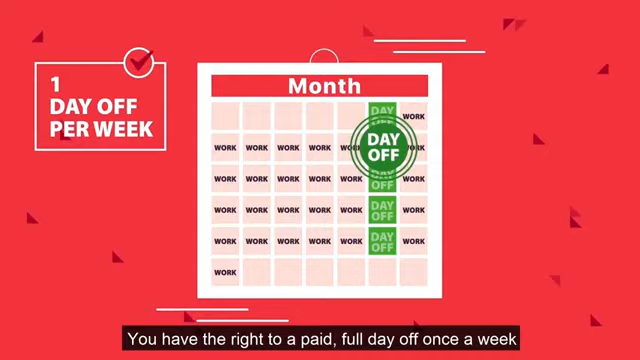 1
DAY OFF
PER WEEK
Month
DAY WORK
WORK WORK WORK WORK WORK DAY OFF WORK
WORK WORK WORK WORK WORK OFF WORK
WORK WORK WORK WORK WORK DAY OFF WORK
WORK WORK WORK WORK WORK DAY OFF WORK
WORK
You have the right to a paid, full day off once a week